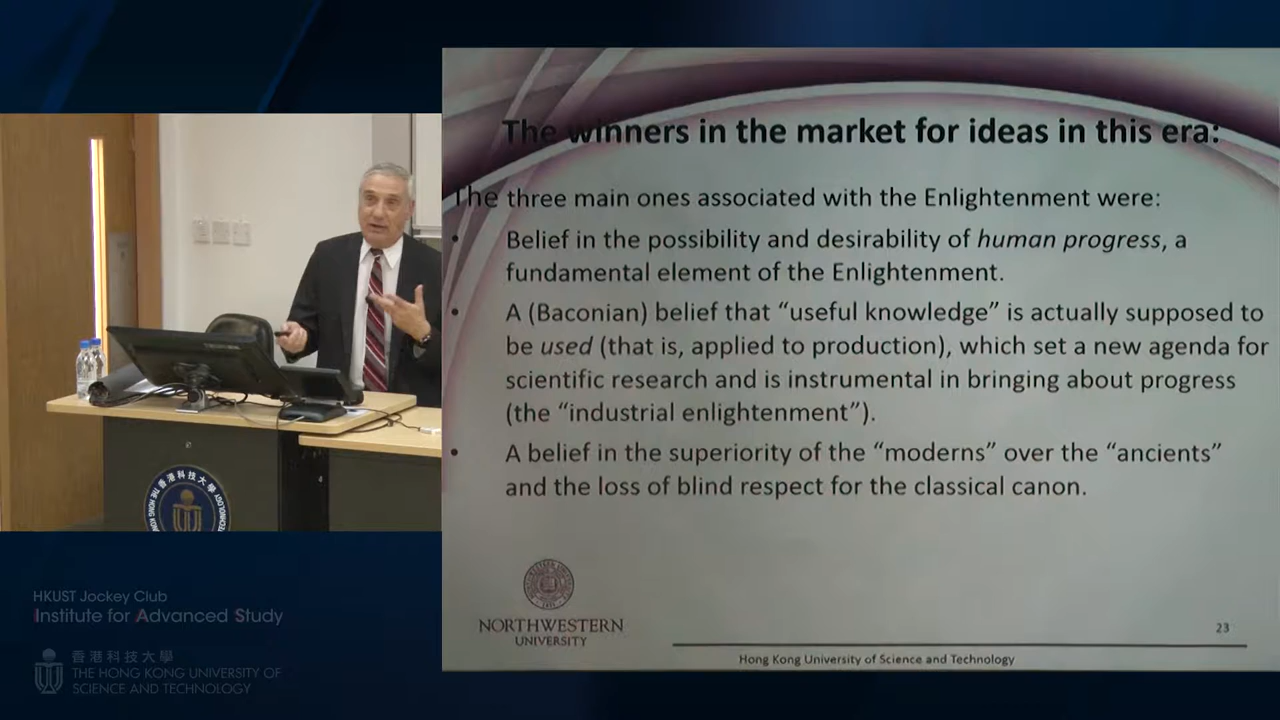 The winners in the market for ideas in this era:
The three main ones associated with the Enlightenment were:
• Belief in the possibility and desirability of human progress, a
fundamental element of the Enlightenment.
• A (Baconian) belief that “useful knowledge” is actually supposed to
be used (that is, applied to production), which set a new agenda for
scientific research and is instrumental in bringing about progress
(the “industrial enlightenment”).
• A belief in the superiority of the “moderns” over the “ancients”
and the loss of blind respect for the classical canon.
NORTHWESTERN
UNIVERSITY
23
Hong Kong University of Science and Technology
香港科技大學
HKUST Jockey Club
Institute for Advanced Study
香港科技大學
THE HONG KONG UNIVERSITY OF
SCIENCE AND TECHNOLOGY